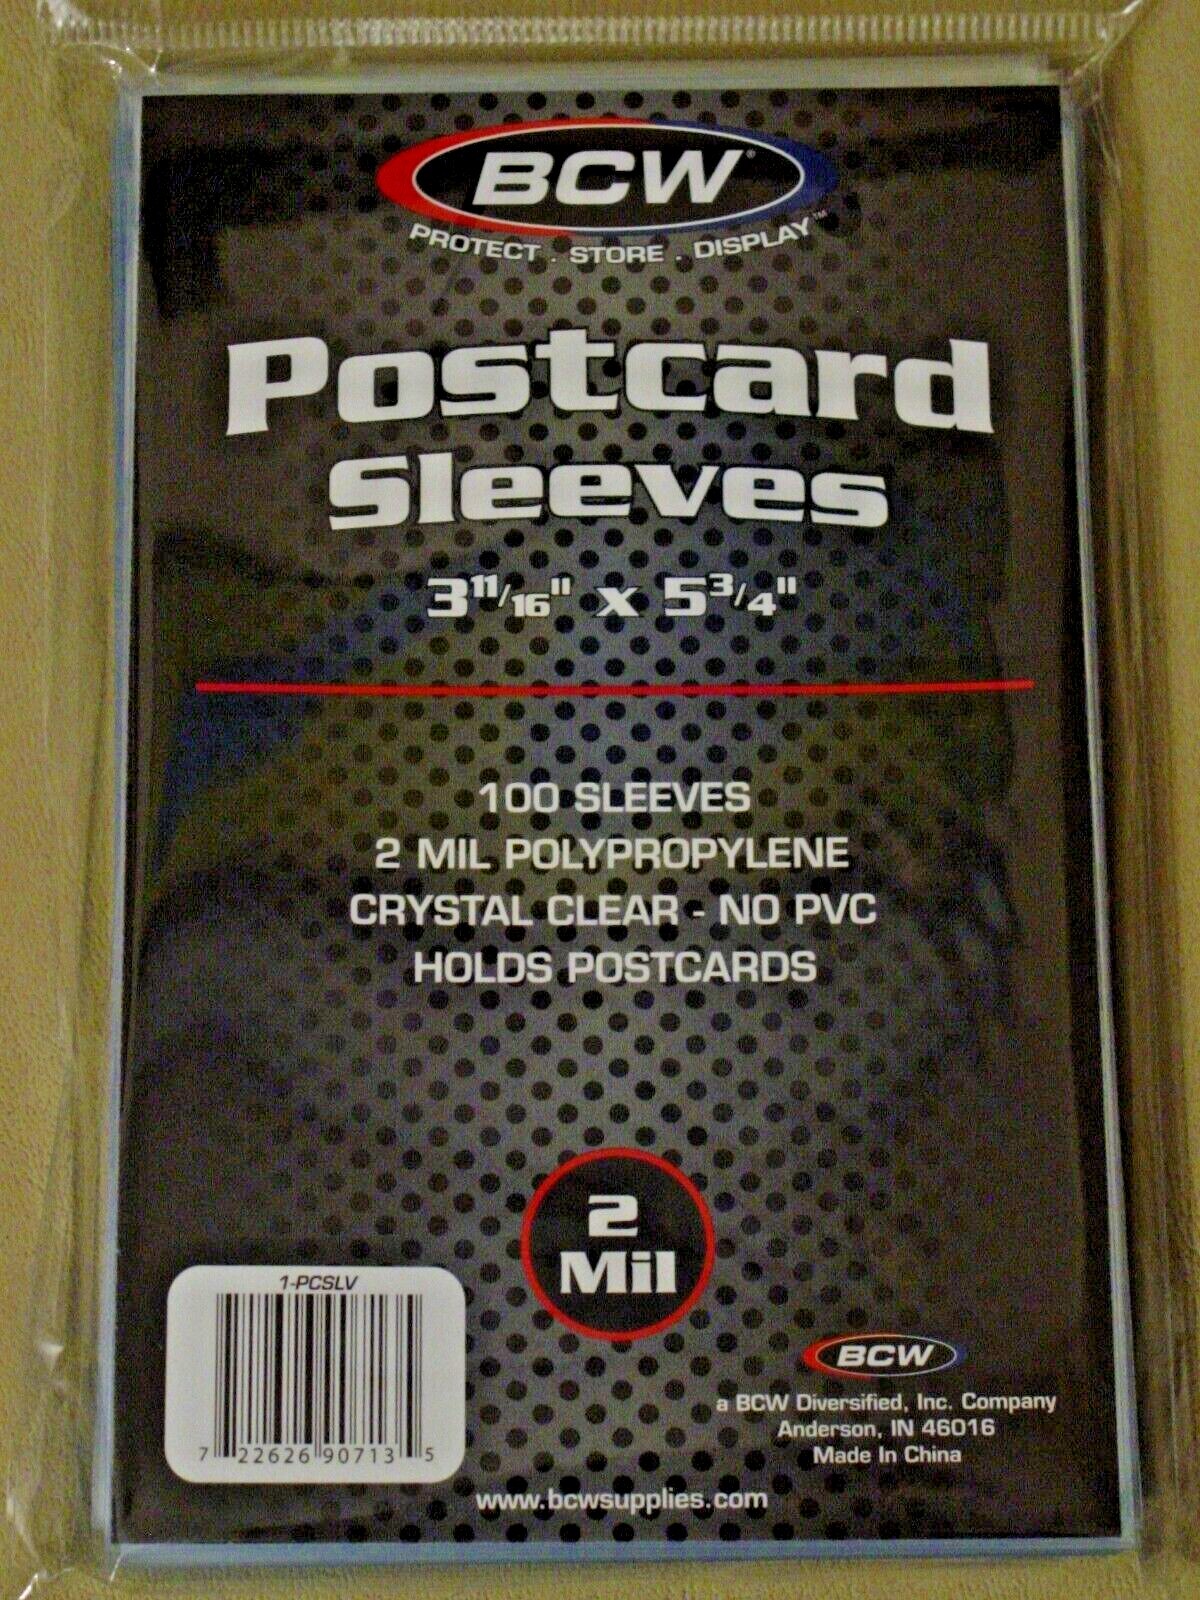 BCW®
PROTECT . STORE . DISPLAY™
Postcard
Sleeves
3 11/16" x 5 3/4"
100 SLEEVES
2 MIL POLYPROPYLENE
CRYSTAL CLEAR - NO PVC
HOLDS POSTCARDS
2
Mil
1-PCSLV
7 22626 90713 5
BCW
a BCW Diversified, Inc. Company
Anderson, IN 46016
Made In China
www.bcwsupplies.com